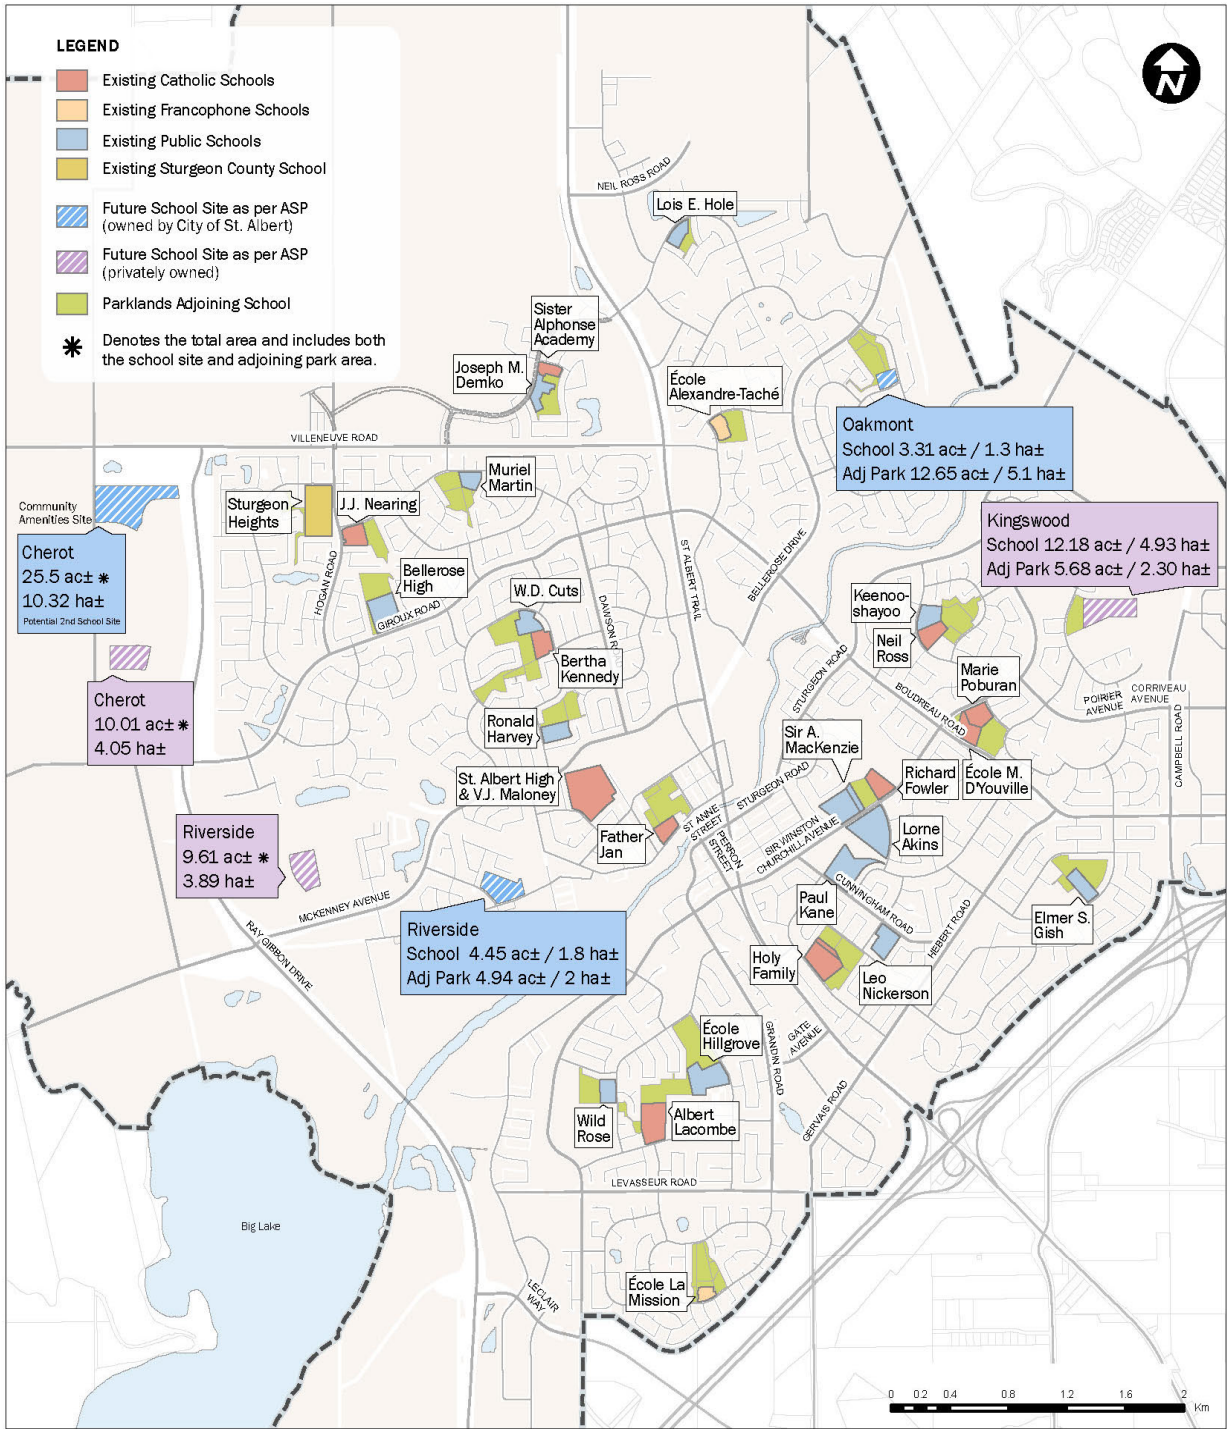 LEGEND
Existing Catholic Schools
Existing Francophone Schools
Existing Public Schools
Existing Sturgeon County School
Future School Site as per ASP
(owned by City of St. Albert)
Future School Site as per ASP
(privately owned)
Parklands Adjoining School
Denotes the total area and includes both
the school site and adjoining park area.
N
NEIL ROSS ROAD
Lois E. Hole
Sister
Alphonse
Academy
Joseph M.
Demko
École
Alexandre-Taché
Oakmont
School 3.31 ac± / 1.3 ha±
Adj Park 12.65 ac± / 5.1 ha±
VILLENEUVE ROAD
Muriel
Martin
Sturgeon
Heights
J.J. Nearing
Community
Amenities Site
Cherot
25.5 ac± *
10.32 ha±
Potential 2nd School Site
Kingswood
School 12.18 ac± / 4.93 ha±
Adj Park 5.68 ac± / 2.30 ha±
HOGAN ROAD
Bellerose
High
GIROUX ROAD
W.D. Cuts
DAWSON R
ST ALBERT TRAIL
BELLEROSE DRIVE
Keenoo-
shayoo
Neil
Ross
Bertha
Kennedy
Marie
Poburan
STURGEON ROAD
BOUDREAU ROAD
POIRIER
AVENUE
CORRIVEAU
AVENUE
CAMPBELL ROAD
Cherot
10.01 ac± *
4.05 ha±
Ronald
Harvey
Sir A.
MacKenzie
St. Albert High
& V.J. Maloney
STURGEON ROAD
Richard
Fowler
École M.
D'Youville
Father
Jan
ST ANNE
STREET
PERRON
STREET
SIR WINSTON
CHURCHILL AVENUE
Lorne
Akins
Riverside
9.61 ac± *
3.89 ha±
MCKENNEY AVENUE
Paul
Kane
CUNNINGHAM ROAD
HEBERT ROAD
Elmer S.
Gish
RAY GIBBON DRIVE
Riverside
School 4.45 ac± / 1.8 ha±
Adj Park 4.94 ac± / 2 ha±
Holy
Family
Leo
Nickerson
École
Hillgrove
GRANDIN ROAD
GATE
AVENUE
Wild
Rose
Albert
Lacombe
GERVAIS ROAD
LEVASSEUR ROAD
Big Lake
École La
Mission
LECLAIR
WAY
0 0.2 0.4 0.8 1.2 1.6 2
Km